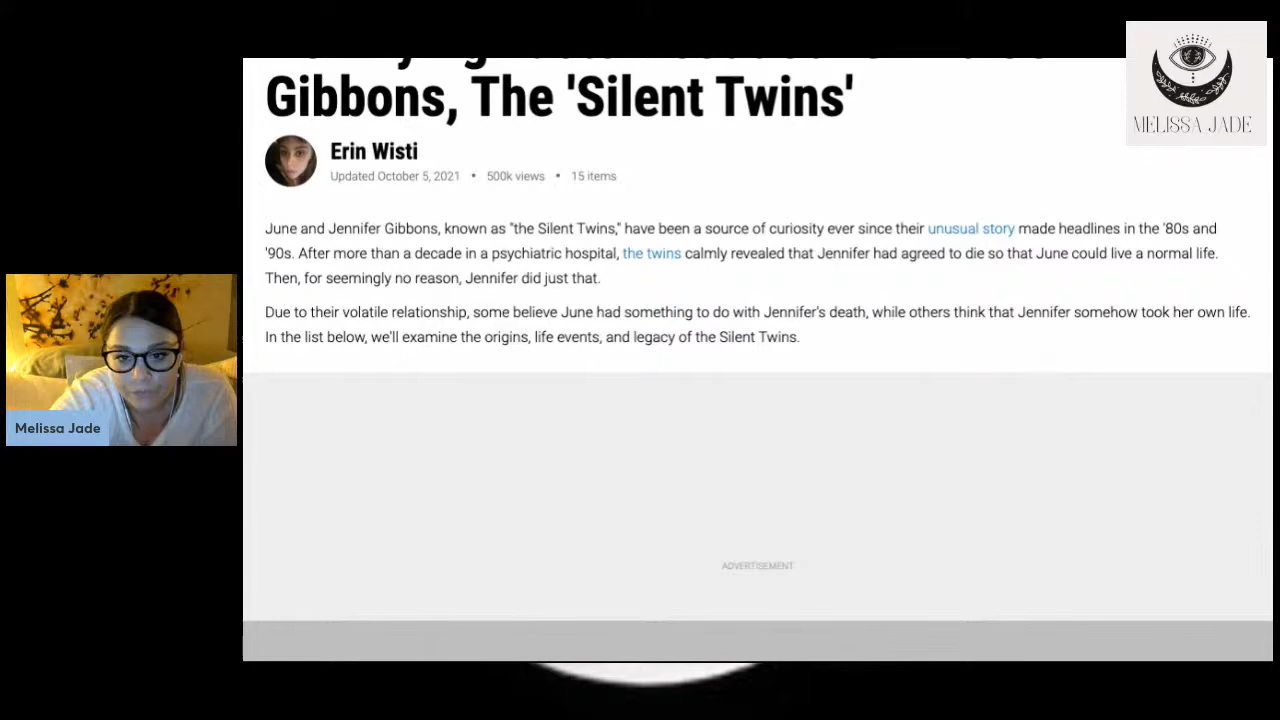 Gibbons, The 'Silent Twins'
Erin Wisti
Updated October 5, 2021 • 500k views • 15 items
June and Jennifer Gibbons, known as "the Silent Twins," have been a source of curiosity ever since their unusual story made headlines in the '80s and
'90s. After more than a decade in a psychiatric hospital, the twins calmly revealed that Jennifer had agreed to die so that June could live a normal life.
Then, for seemingly no reason, Jennifer did just that.
Due to their volatile relationship, some believe June had something to do with Jennifer's death, while others think that Jennifer somehow took her own life.
In the list below, we'll examine the origins, life events, and legacy of the Silent Twins.
ADVERTISEMENT
MELISSA JADE
Melissa Jade